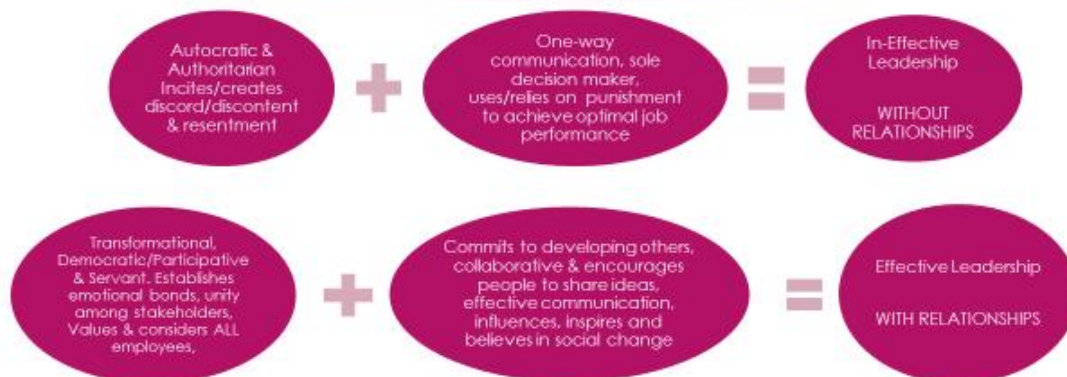 Autocratic &
Authoritarian
Incites/creates
discord/discontent
& resentment
+
One-way
communication, sole
decision maker,
uses/relies on punishment
to achieve optimal job
performance
=
In-Effective
Leadership
WITHOUT
RELATIONSHIPS
Transformational,
Democratic/Participative
& Servant. Establishes
emotional bonds, unity
among stakeholders,
Values & considers ALL
employees,
+
Commits to developing others,
collaborative & encourages
people to share ideas,
effective communication,
influences, inspires and
believes in social change
=
Effective Leadership
WITH RELATIONSHIPS